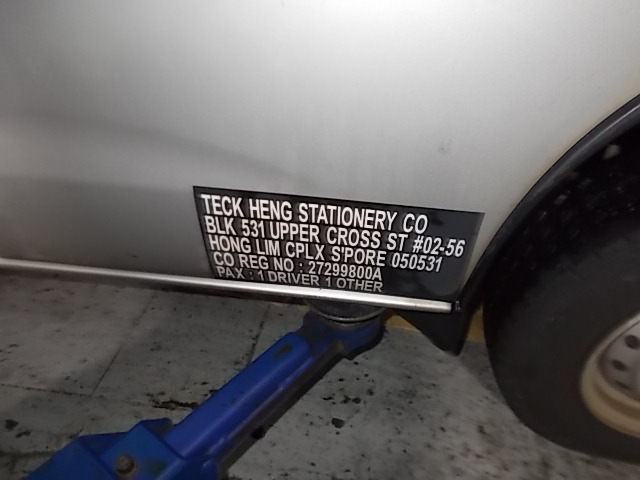 TECK HENG STATIONERY CO
BLK 531 UPPER CROSS ST #02-56
HONG LIM CPLX S'PORE 050531
CO REG NO : 27299800A
PAX : 1 DRIVER 1 OTHER